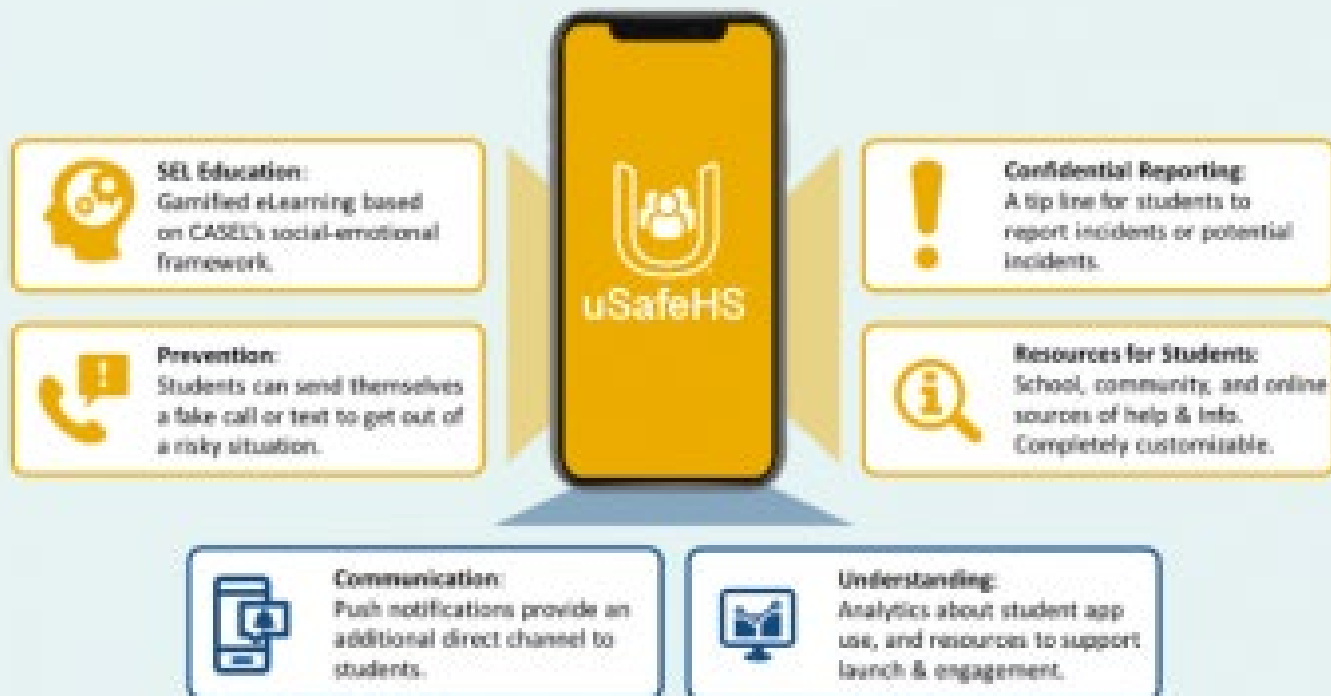 SEL Education:
Gamified eLearning based
on CASEL's social-emotional
framework.
Prevention:
Students can send themselves
a fake call or text to get out of
a risky situation.
uSafeHS
Confidential Reporting:
A tip line for students to
report incidents or potential
incidents.
Resources for Students:
School, community, and online
sources of help & info.
Completely customizable.
Communication:
Push notifications provide an
additional direct channel to
students.
Understanding:
Analytics about student app
use, and resources to support
launch & engagement.